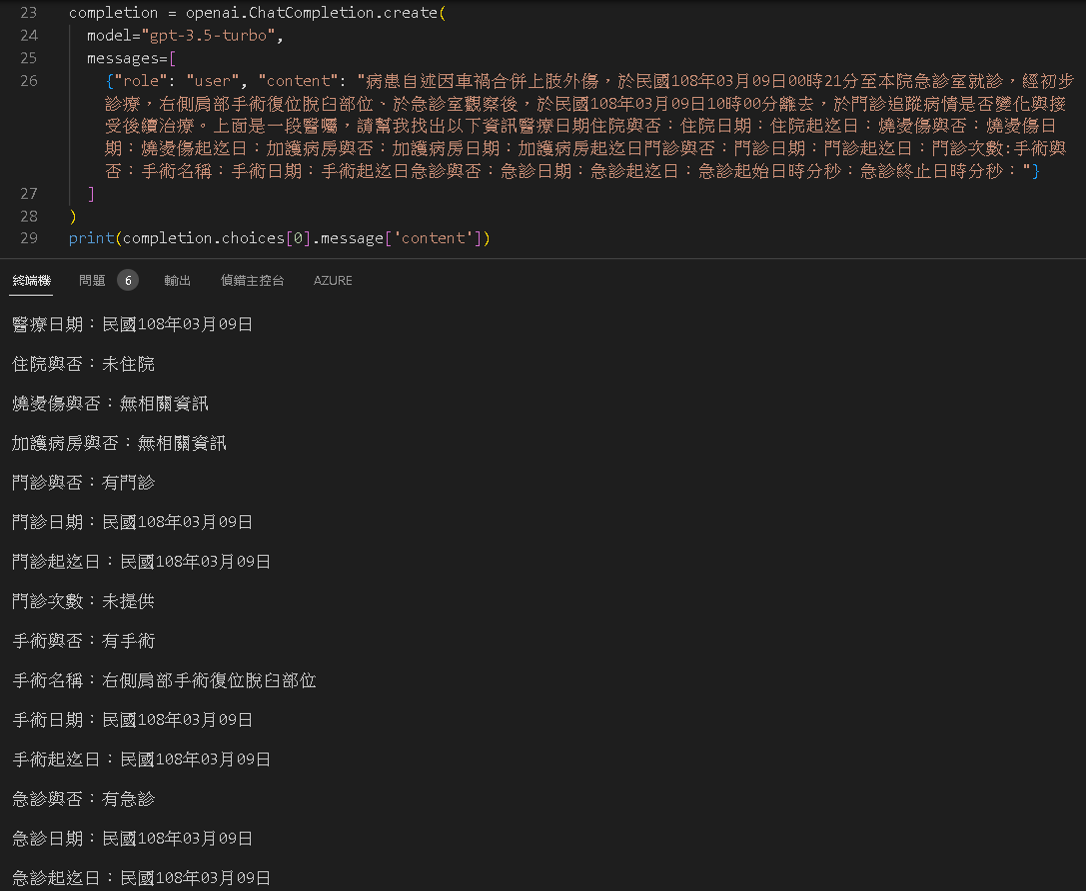 23 completion = openai.ChatCompletion.create(
24 model="gpt-3.5-turbo",
25 messages=[
26 {"role": "user", "content": "病患自述因車禍合併上肢外傷，於民國108年03月09日00時21分至本院急診室就診，經初步
診療，右側肩部手術復位脫臼部位、於急診室觀察後，於民國108年03月09日10時00分離去，於門診追蹤病情是否變化與接
受後續治療。上面是一段醫囑，請幫我找出以下資訊醫療日期住院與否：住院日期：住院起迄日：燒燙傷與否：燒燙傷日
期：燒燙傷起迄日：加護病房與否：加護病房日期：加護病房起迄日門診與否：門診日期：門診起迄日：門診次數:手術與
否：手術名稱：手術日期：手術起迄日急診與否：急診日期：急診起迄日：急診起始日時分秒：急診終止日時分秒："}
27 ]
28 )
29 print(completion.choices[0].message['content'])
終端機 問題 6 輸出 偵錯主控台 AZURE
醫療日期：民國108年03月09日
住院與否：未住院
燒燙傷與否：無相關資訊
加護病房與否：無相關資訊
門診與否：有門診
門診日期：民國108年03月09日
門診起迄日：民國108年03月09日
門診次數：未提供
手術與否：有手術
手術名稱：右側肩部手術復位脫臼部位
手術日期：民國108年03月09日
手術起迄日：民國108年03月09日
急診與否：有急診
急診日期：民國108年03月09日
急診起迄日：民國108年03月09日